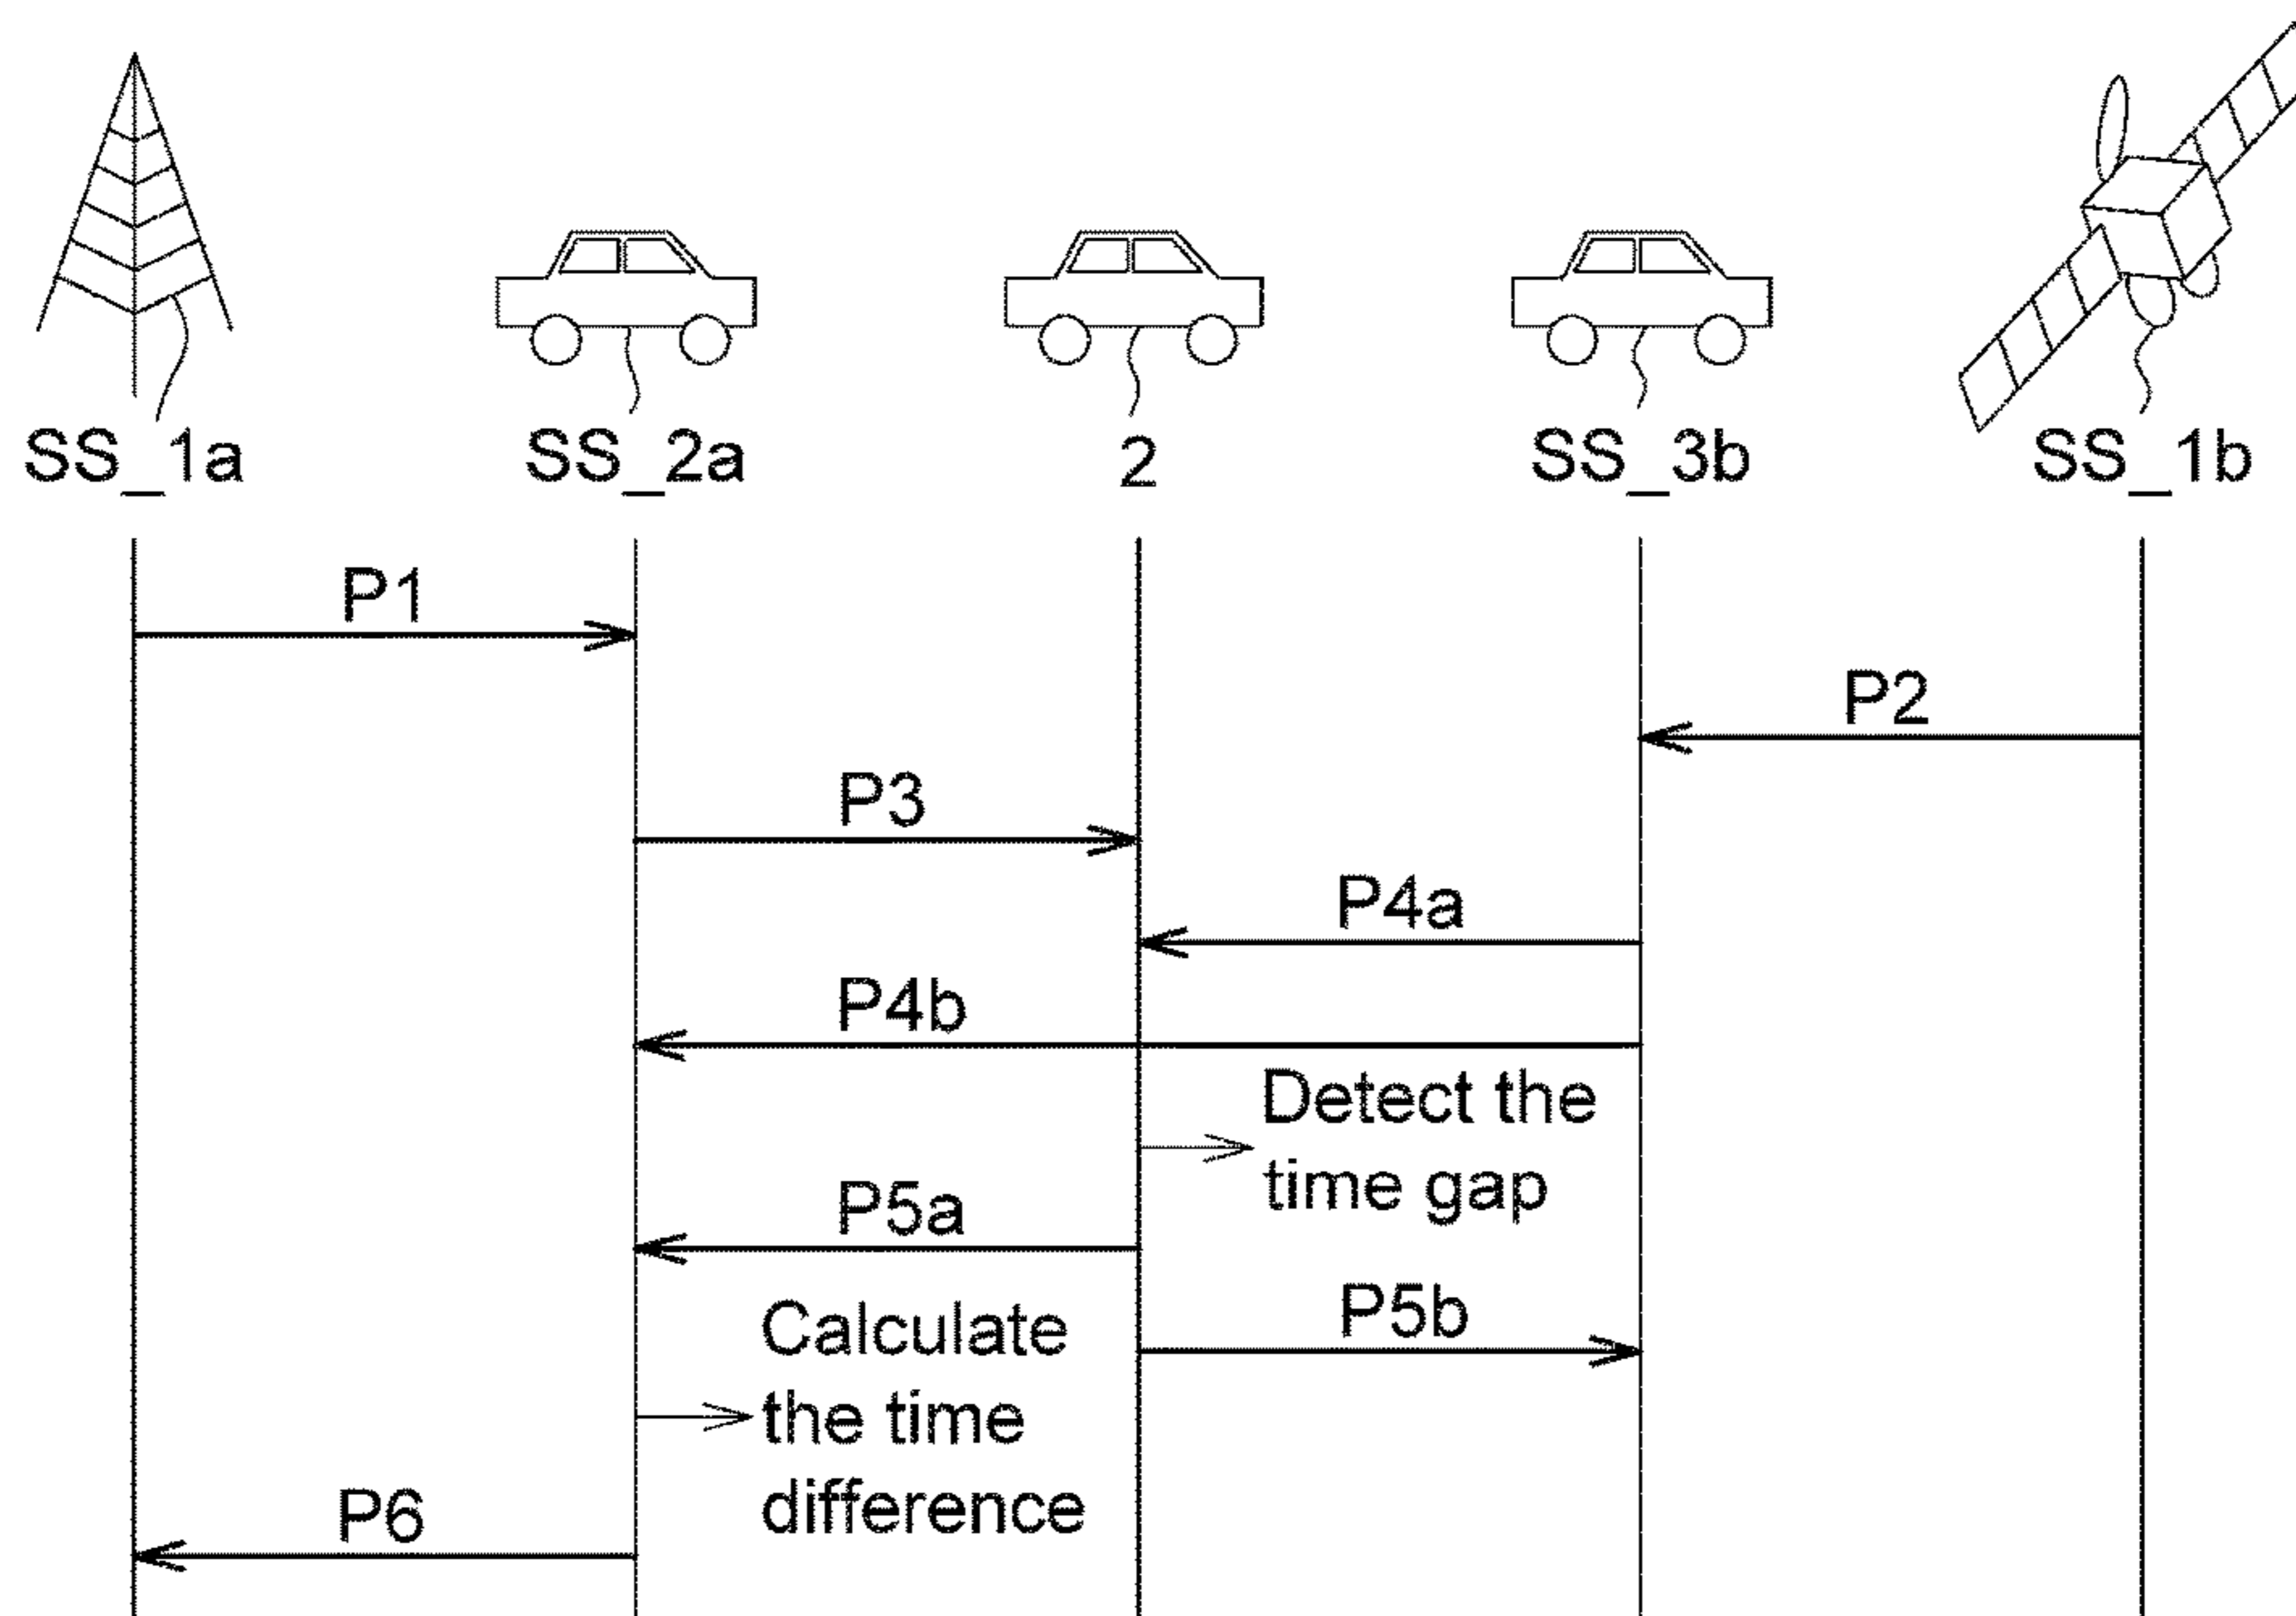 SS_1a
SS_2a
2
SS_3b
SS_1b
P1
P2
P3
P4a
P4b
Detect the
time gap
P5a
P5b
Calculate
the time
difference
P6